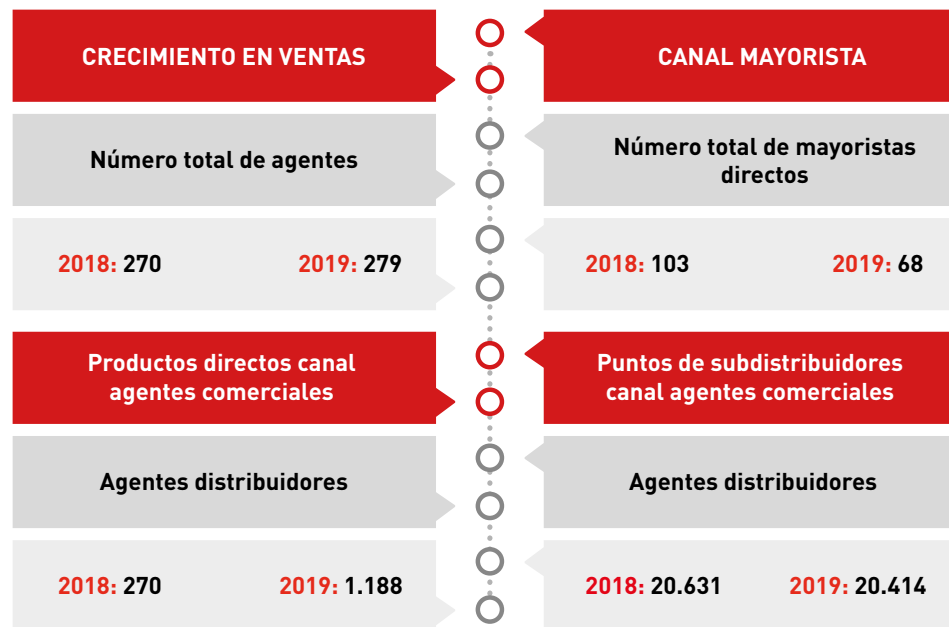 CRECIMIENTO EN VENTAS
CANAL MAYORISTA
Número total de agentes
Número total de mayoristas
directos
2018: 270
2019: 279
2018: 103
2019: 68
Productos directos canal
agentes comerciales
Puntos de subdistribuidores
canal agentes comerciales
Agentes distribuidores
Agentes distribuidores
2018: 270
2019: 1.188
2018: 20.631
2019: 20.414